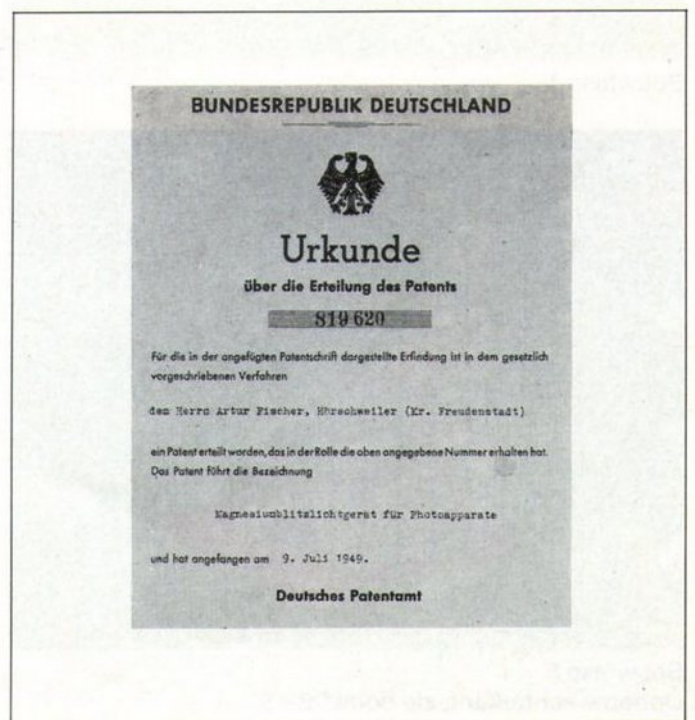 BUNDESREPUBLIK DEUTSCHLAND
Urkunde
über die Erteilung des Patents
819 620
Für die in der angefügten Patentschrift dargestellte Erfindung ist in dem gesetzlich
vorgeschriebenen Verfahren
dem Herrn Artur Fischer, Hörschweiler (Kr. Freudenstadt)
ein Patent erteilt worden, das in der Rolle die oben angegebene Nummer erhalten hat.
Das Patent führt die Bezeichnung
Magnesiumblitzlichtgerät für Photoapparate
und hat angefangen am 9. Juli 1949.
Deutsches Patentamt